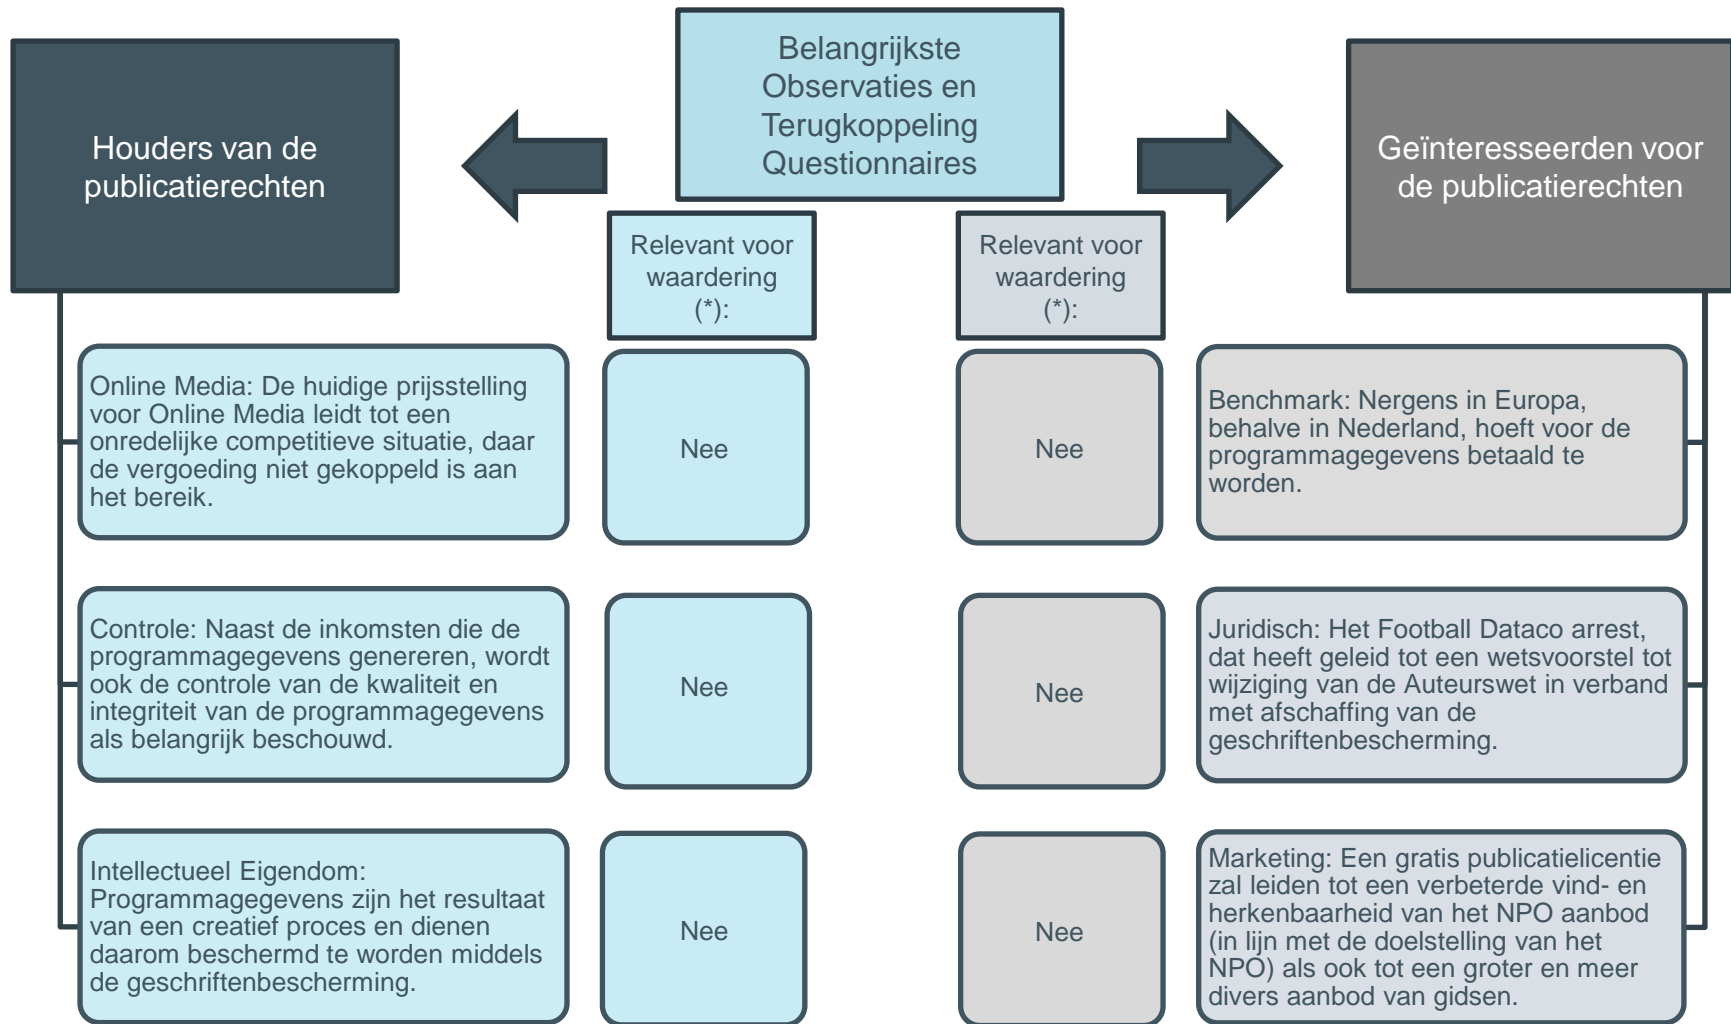 Belangrijkste
Observaties en
Terugkoppeling
Questionnaires
Houders van de
publicatierechten
Geïnteresseerden voor
de publicatierechten
Relevant voor
waardering
(*):
Relevant voor
waardering
(*):
Online Media: De huidige prijsstelling
voor Online Media leidt tot een
onredelijke competitieve situatie, daar
de vergoeding niet gekoppeld is aan
het bereik.
Nee
Nee
Benchmark: Nergens in Europa,
behalve in Nederland, hoeft voor de
programmagegevens betaald te
worden.
Controle: Naast de inkomsten die de
programmagegevens genereren, wordt
ook de controle van de kwaliteit en
integriteit van de programmagegevens
als belangrijk beschouwd.
Nee
Nee
Juridisch: Het Football Dataco arrest,
dat heeft geleid tot een wetsvoorstel tot
wijziging van de Auteurswet in verband
met afschaffing van de
geschriftenbescherming.
Intellectueel Eigendom:
Programmagegevens zijn het resultaat
van een creatief proces en dienen
daarom beschermd te worden middels
de geschriftenbescherming.
Nee
Nee
Marketing: Een gratis publicatielicentie
zal leiden tot een verbeterde vind- en
herkenbaarheid van het NPO aanbod
(in lijn met de doelstelling van het
NPO) als ook tot een groter en meer
divers aanbod van gidsen.